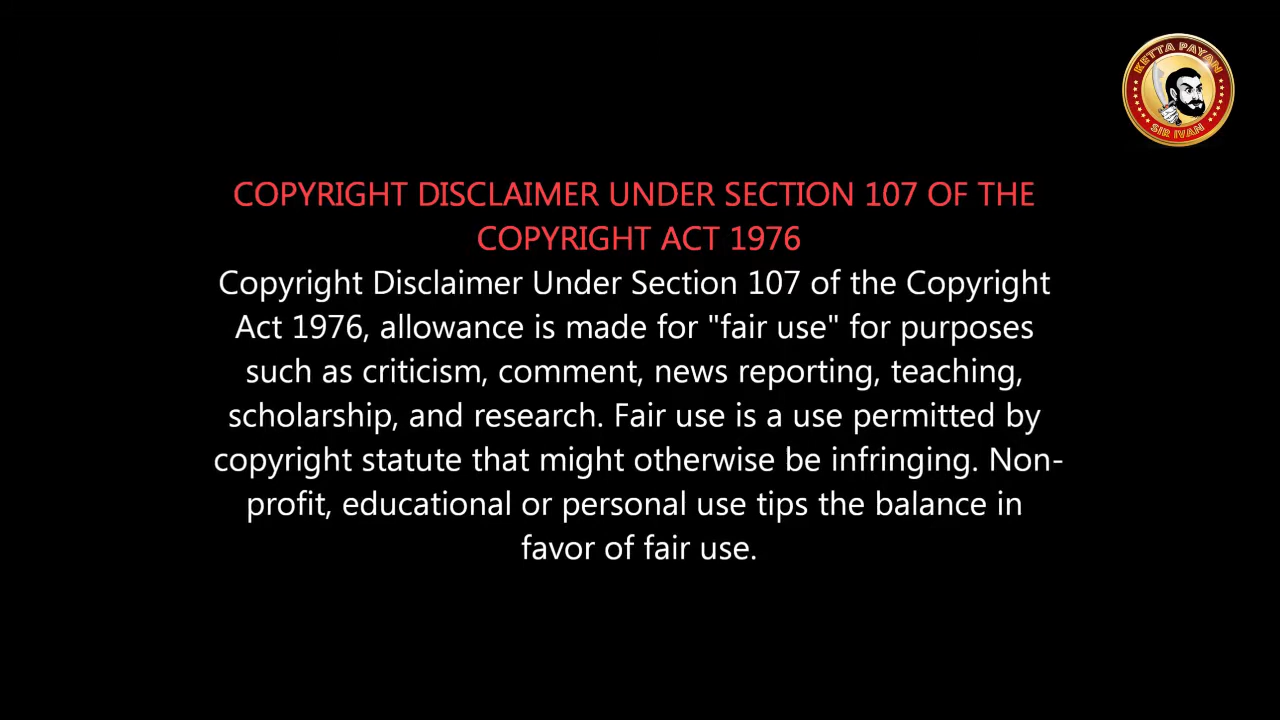 KETTA PAYAN
SIR IVAN
COPYRIGHT DISCLAIMER UNDER SECTION 107 OF THE
COPYRIGHT ACT 1976
Copyright Disclaimer Under Section 107 of the Copyright
Act 1976, allowance is made for "fair use" for purposes
such as criticism, comment, news reporting, teaching,
scholarship, and research. Fair use is a use permitted by
copyright statute that might otherwise be infringing. Non-
profit, educational or personal use tips the balance in
favor of fair use.